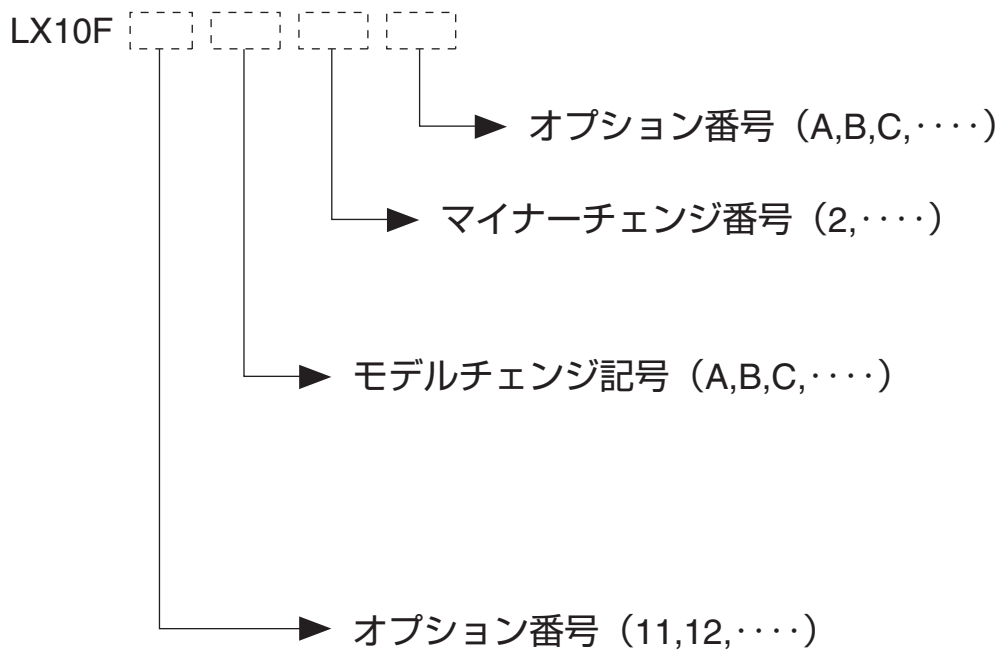 LX10F
オプション番号（A,B,C,････）
マイナーチェンジ番号（2,････）
モデルチェンジ記号（A,B,C,････）
オプション番号（11,12,････）